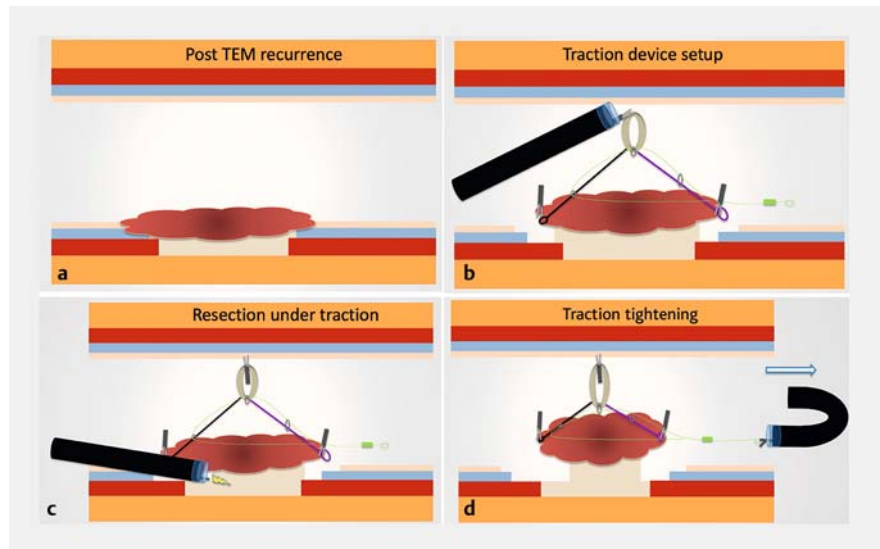 Post TEM recurrence
a
Traction device setup
b
Resection under traction
c
Traction tightening
d